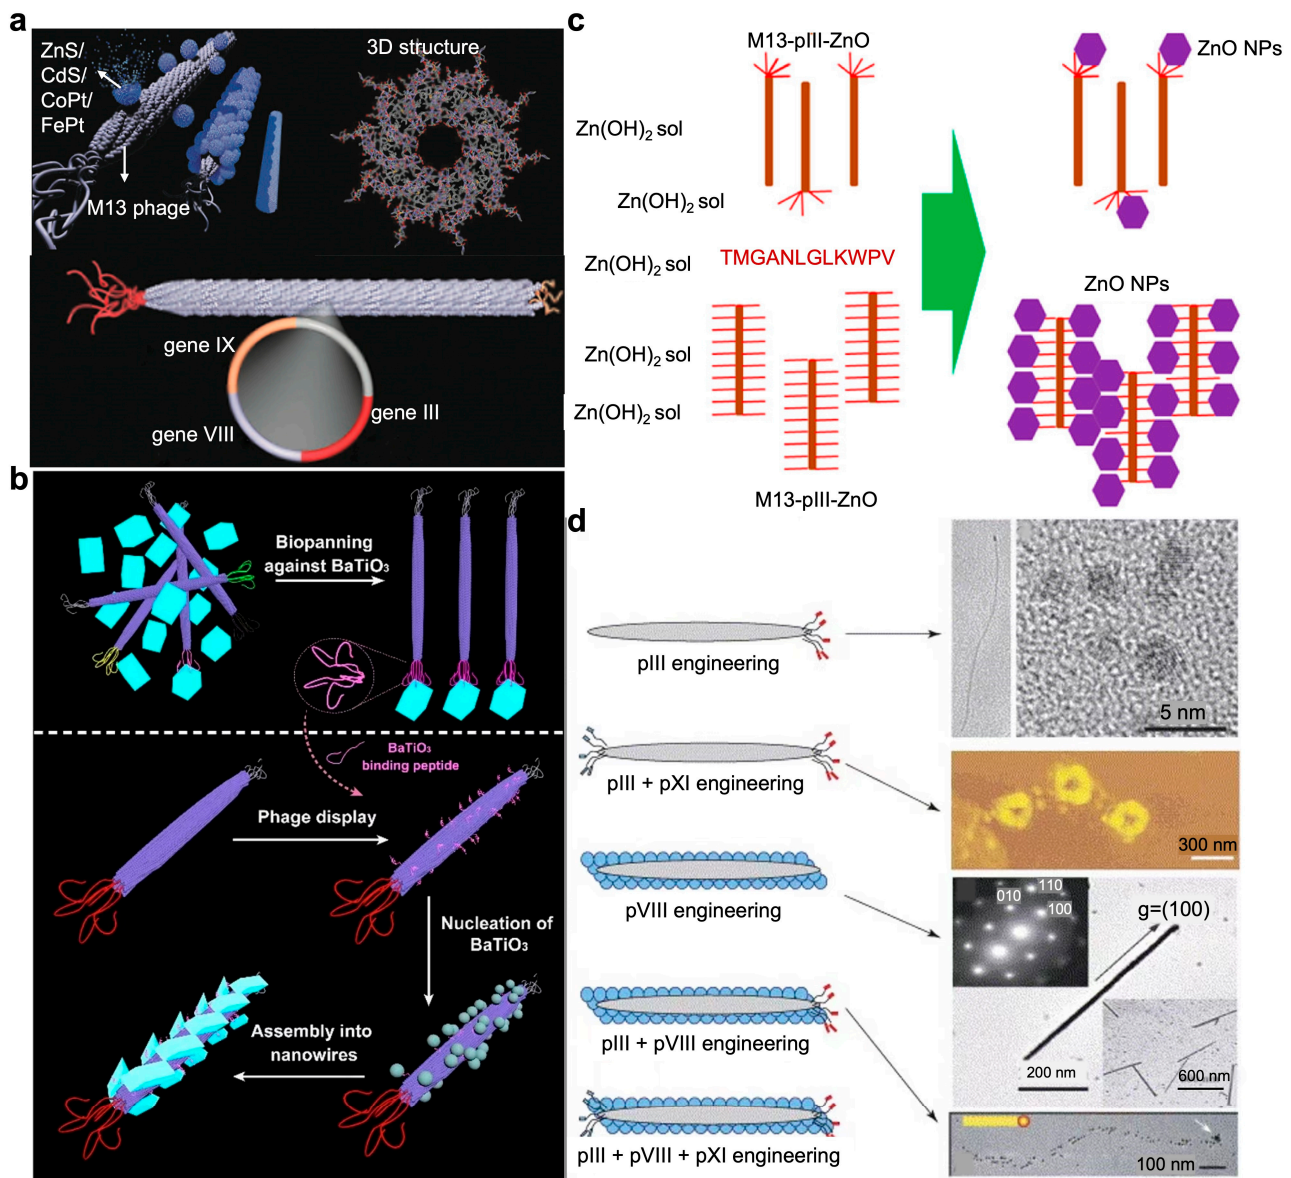 a
ZnS/
CdS/
CoPt/
FePt
M13 phage
3D structure
gene IX
gene III
gene VIII
b
Biopanning
against BaTiO₃
BaTiO₃
binding peptide
Phage display
Nucleation of
BaTiO₃
Assembly into
nanowires
c
M13-pIII-ZnO
ZnO NPs
Zn(OH)₂ sol
Zn(OH)₂ sol
Zn(OH)₂ sol
TMGANLGLKWPV
ZnO NPs
Zn(OH)₂ sol
Zn(OH)₂ sol
M13-pIII-ZnO
d
pIII engineering
5 nm
pIII + pXI engineering
300 nm
pVIII engineering
010
110
100
g=(100)
200 nm
600 nm
pIII + pVIII engineering
pIII + pVIII + pXI engineering
100 nm